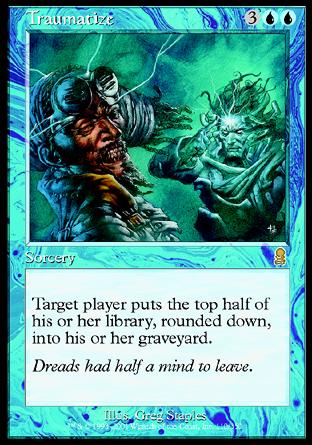 Traumatize 3
Sorcery
Target player puts the top half of
his or her library, rounded down,
into his or her graveyard.
Dreads had half a mind to leave.
Illus. Greg Staples